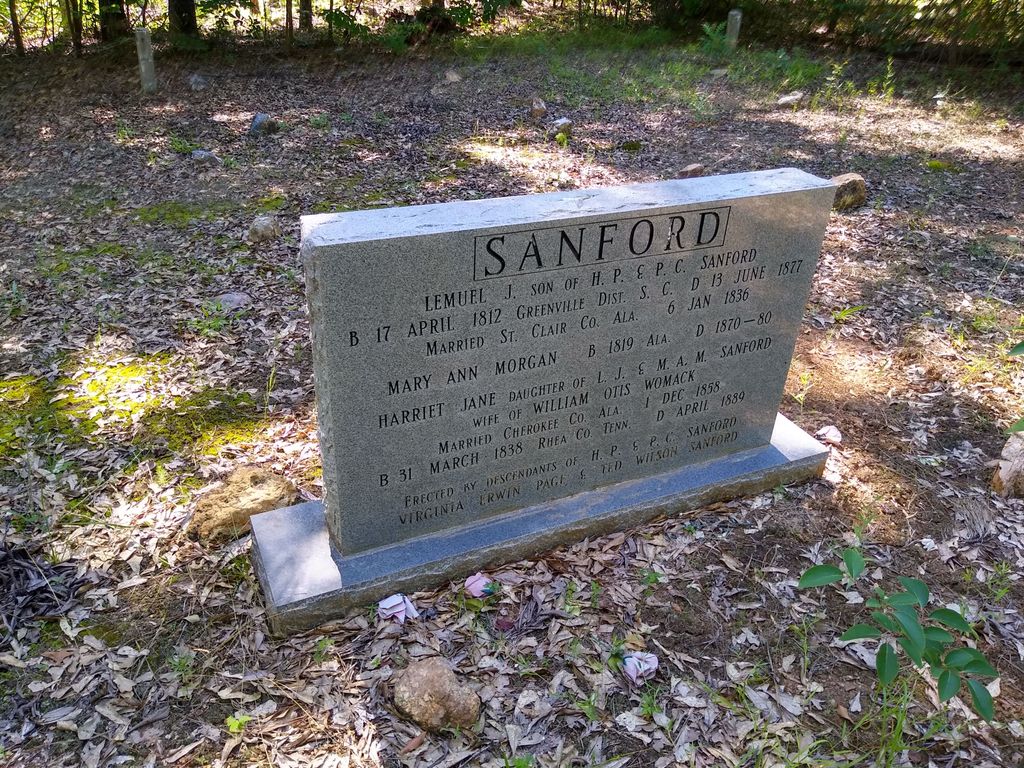 SANFORD
LEMUEL J. SON OF H. P. & P. C. SANFORD
B 17 APRIL 1812 GREENVILLE DIST. S. C. D 13 JUNE 1877
MARRIED ST. CLAIR CO. ALA. 6 JAN 1836
MARY ANN MORGAN B 1819 ALA. D 1870-80
HARRIET JANE DAUGHTER OF L. J. & M. A. M. SANFORD
WIFE OF WILLIAM OTIS WOMACK
MARRIED CHEROKEE CO. ALA 1 DEC 1858
B 31 MARCH 1838 RHEA CO. TENN. D APRIL 1889
ERECTED BY DESCENDANTS OF H. P. & P. C. SANFORD
VIRGINIA ERWIN PAGE & TED WILSON SANFORD